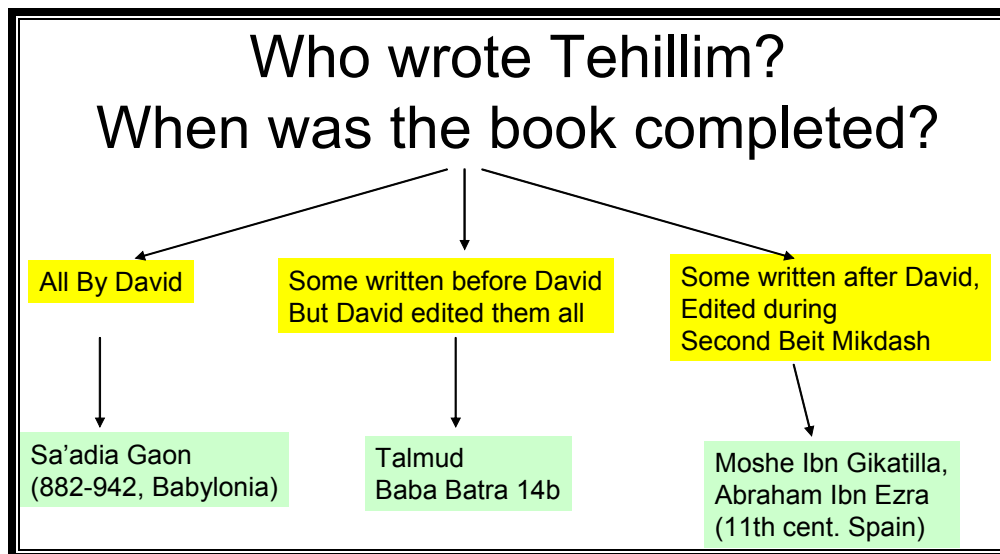 Who wrote Tehillim?
When was the book completed?
All By David
Some written before David
But David edited them all
Some written after David,
Edited during
Second Beit Mikdash
Sa’adia Gaon
(882-942, Babylonia)
Talmud
Baba Batra 14b
Moshe Ibn Gikatilla,
Abraham Ibn Ezra
(11th cent. Spain)